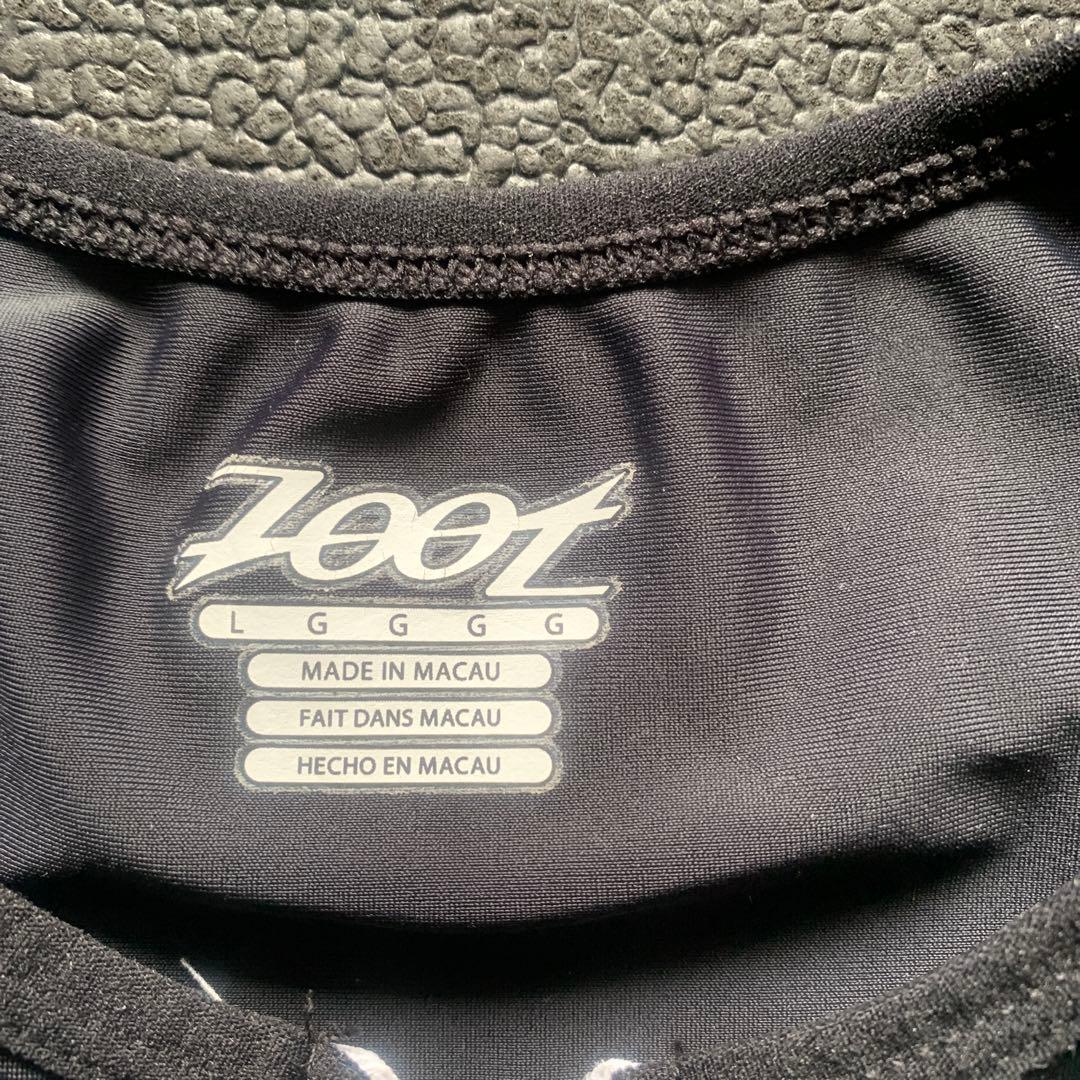 ZOOT
L G G G G
MADE IN MACAU
FAIT DANS MACAU
HECHO EN MACAU